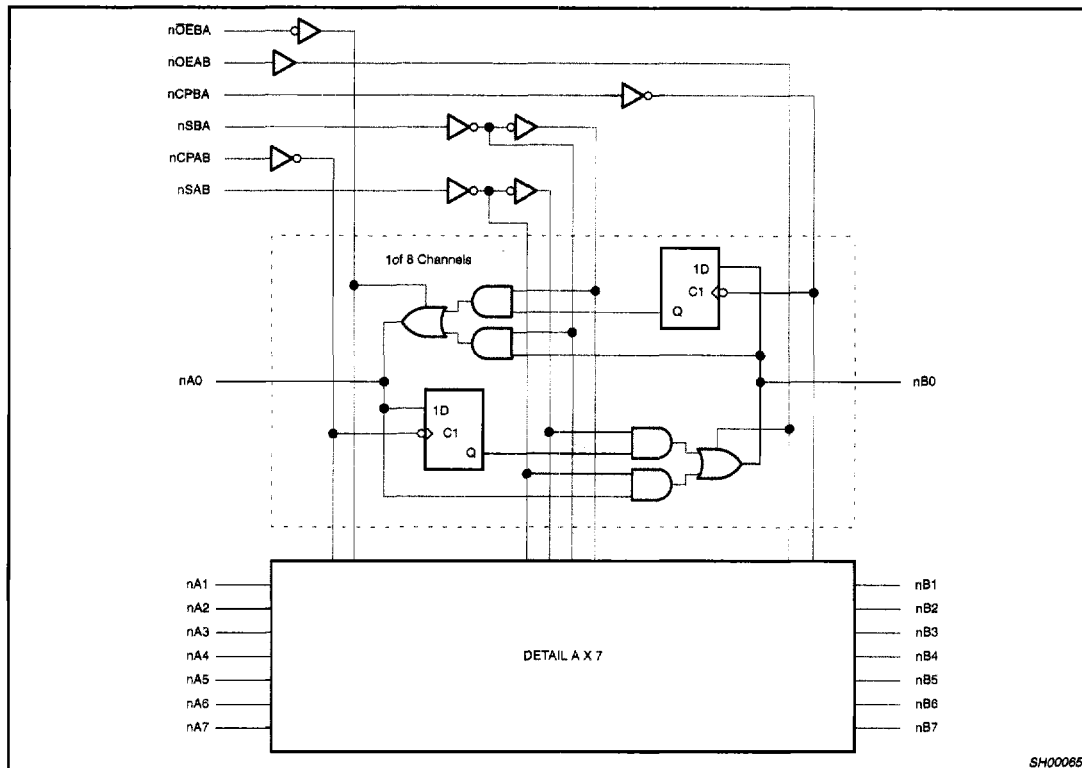 nO̅E̅B̅A̅
nOEAB
nCPBA
nSBA
nCPAB
nSAB
1of 8 Channels
1D
C1
Q
nA0
nB0
1D
C1
Q
nA1
nB1
nA2
nB2
nA3
nB3
nA4
DETAIL A X 7
nB4
nA5
nB5
nA6
nB6
nA7
nB7
SH00065